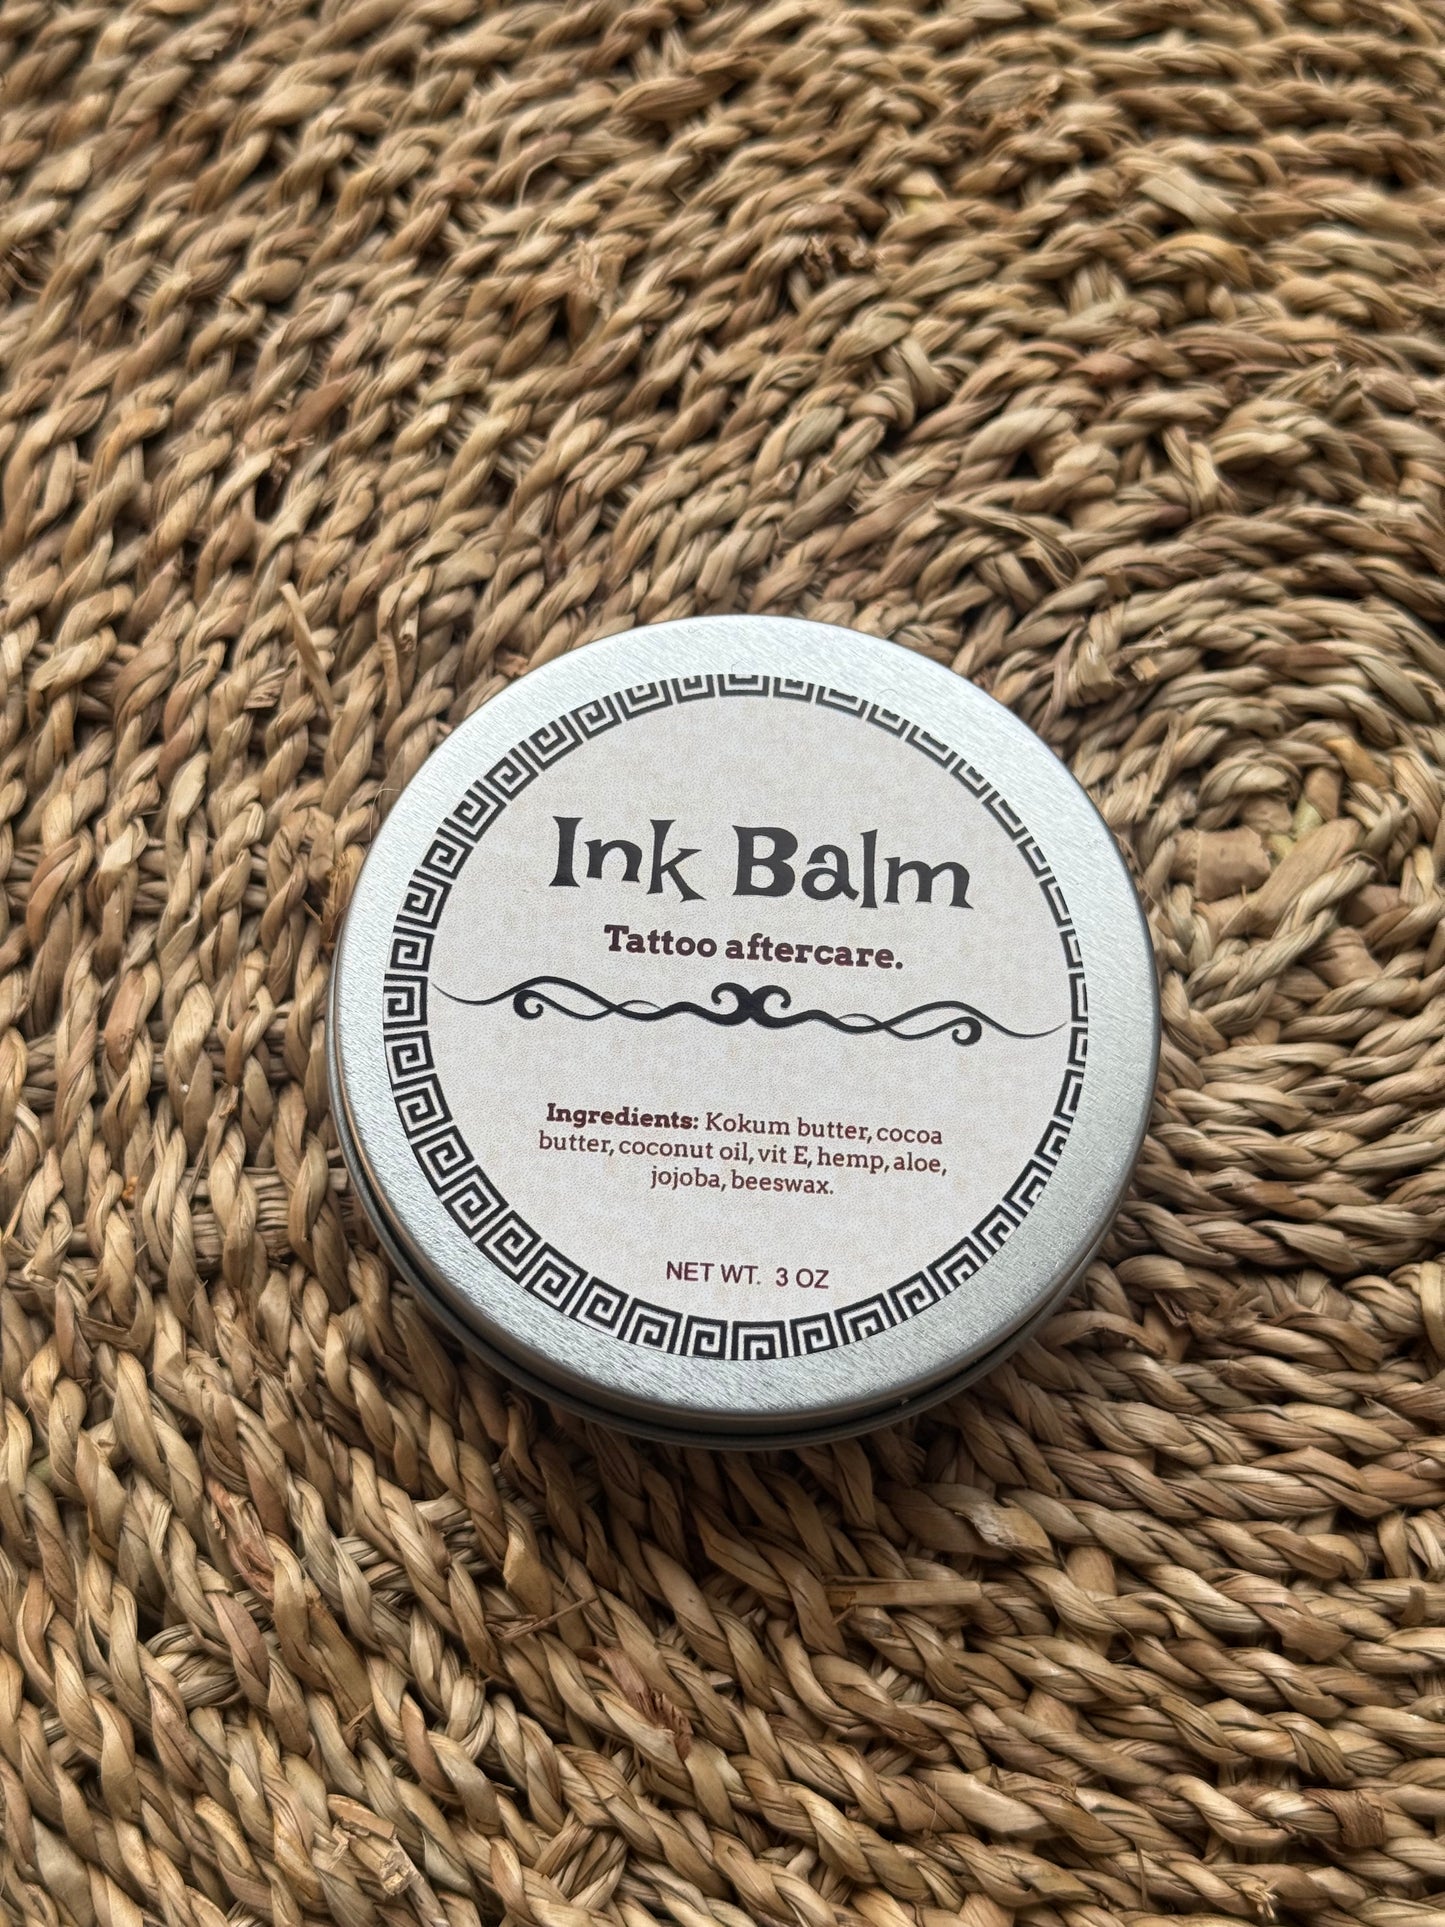 Ink Balm
Tattoo aftercare.
Ingredients: Kokum butter, cocoa
butter, coconut oil, vit E, hemp, aloe,
jojoba, beeswax.
NET WT. 3 OZ